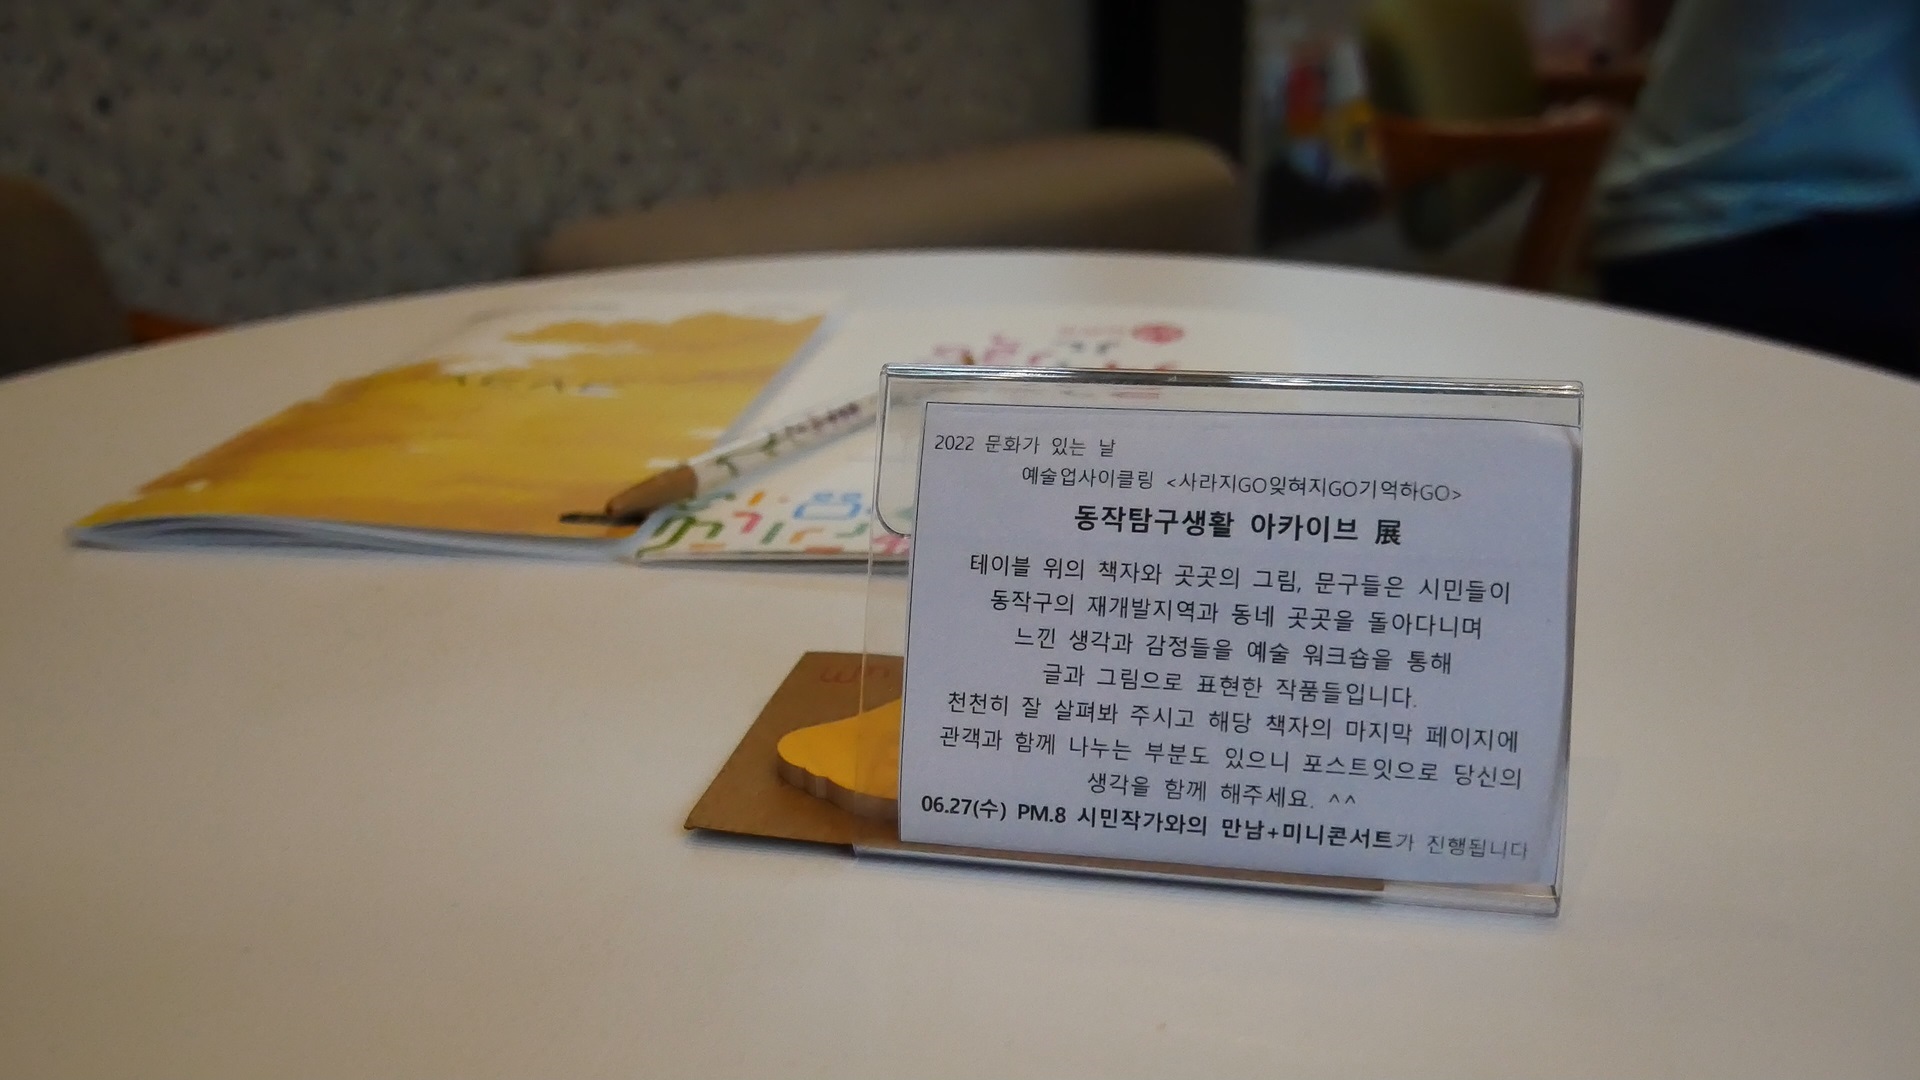 2022 문화가 있는 날
예술업사이클링 <사라지GO잊혀지GO기억하GO>
동작탐구생활 아카이브 展
테이블 위의 책자와 곳곳의 그림, 문구들은 시민들이
동작구의 재개발지역과 동네 곳곳을 돌아다니며
느낀 생각과 감정들을 예술 워크숍을 통해
글과 그림으로 표현한 작품들입니다.
천천히 잘 살펴봐 주시고 해당 책자의 마지막 페이지에
관객과 함께 나누는 부분도 있으니 포스트잇으로 당신의
생각을 함께 해주세요. ^^
06.27(수) PM.8 시민작가와의 만남+미니콘서트가 진행됩니다